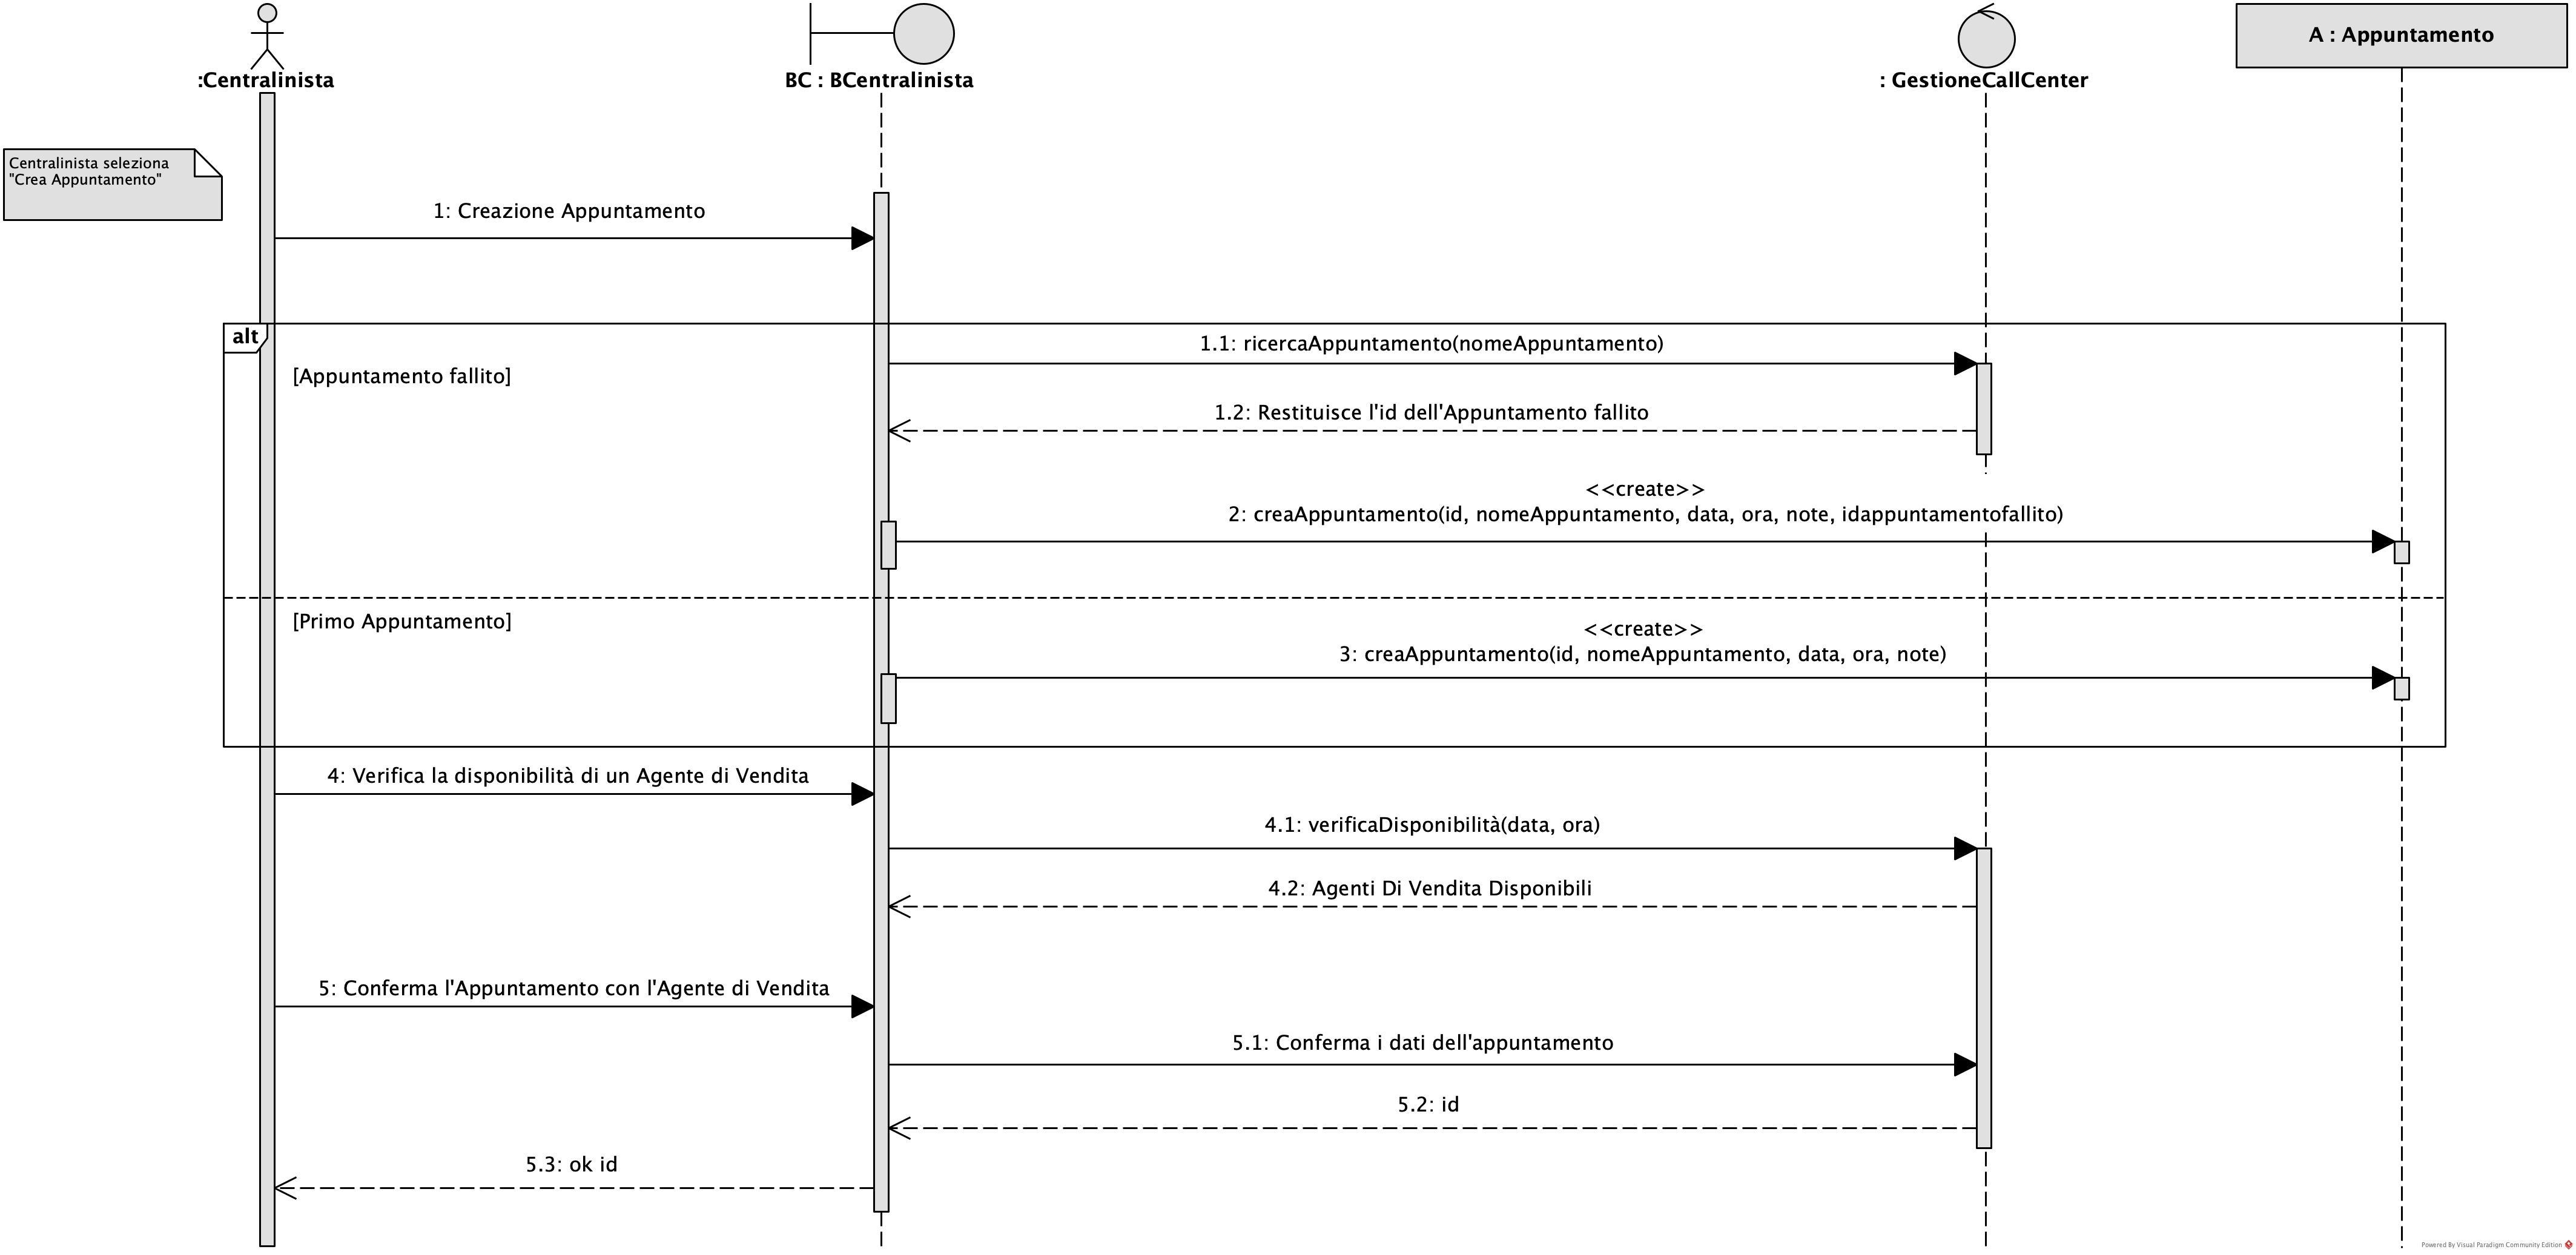 :Centralinista
BC : BCentralinista
: GestioneCallCenter
A : Appuntamento
Centralinista seleziona
"Crea Appuntamento"
1: Creazione Appuntamento
alt
1.1: ricercaAppuntamento(nomeAppuntamento)
[Appuntamento fallito]
1.2: Restituisce l'id dell'Appuntamento fallito
<<create>>
2: creaAppuntamento(id, nomeAppuntamento, data, ora, note, idappuntamentofallito)
[Primo Appuntamento]
<<create>>
3: creaAppuntamento(id, nomeAppuntamento, data, ora, note)
4: Verifica la disponibilità di un Agente di Vendita
4.1: verificaDisponibilità(data, ora)
4.2: Agenti Di Vendita Disponibili
5: Conferma l'Appuntamento con l'Agente di Vendita
5.1: Conferma i dati dell'appuntamento
5.2: id
5.3: ok id
Powered By Visual Paradigm Community Edition